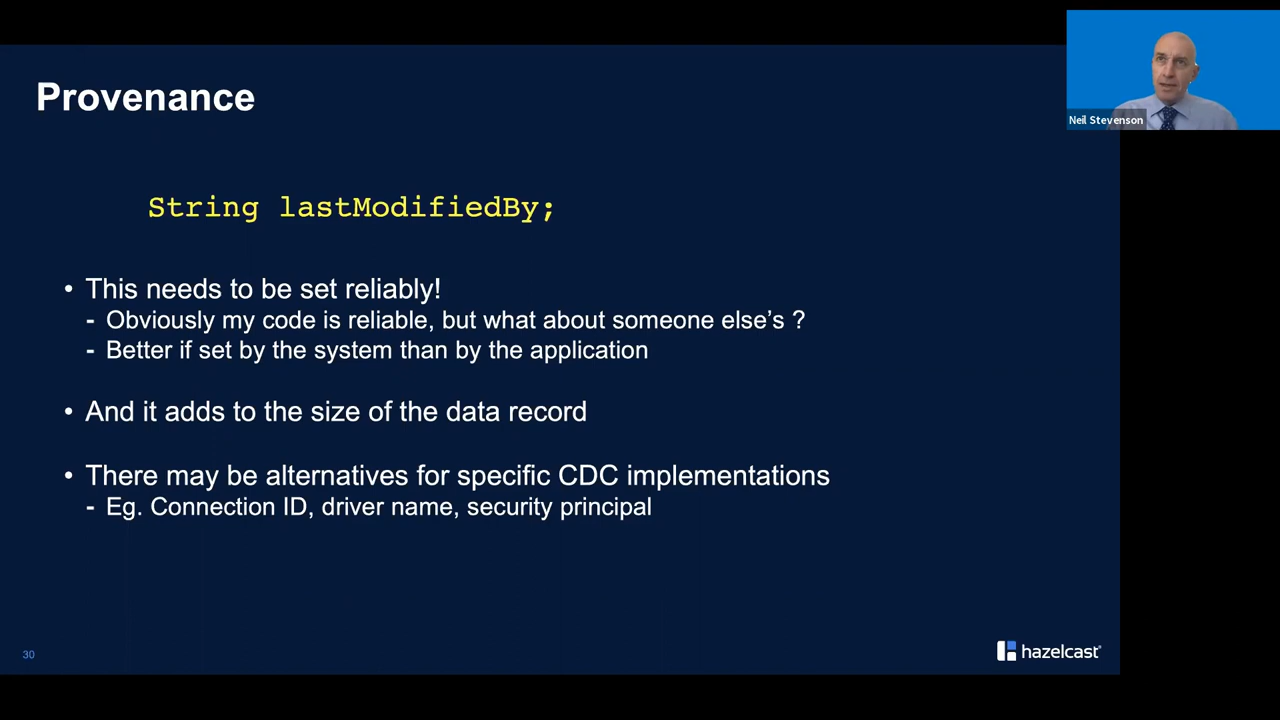 Provenance
Neil Stevenson
String lastModifiedBy;
• This needs to be set reliably!
- Obviously my code is reliable, but what about someone else's ?
- Better if set by the system than by the application
• And it adds to the size of the data record
• There may be alternatives for specific CDC implementations
- Eg. Connection ID, driver name, security principal
30
hazelcast